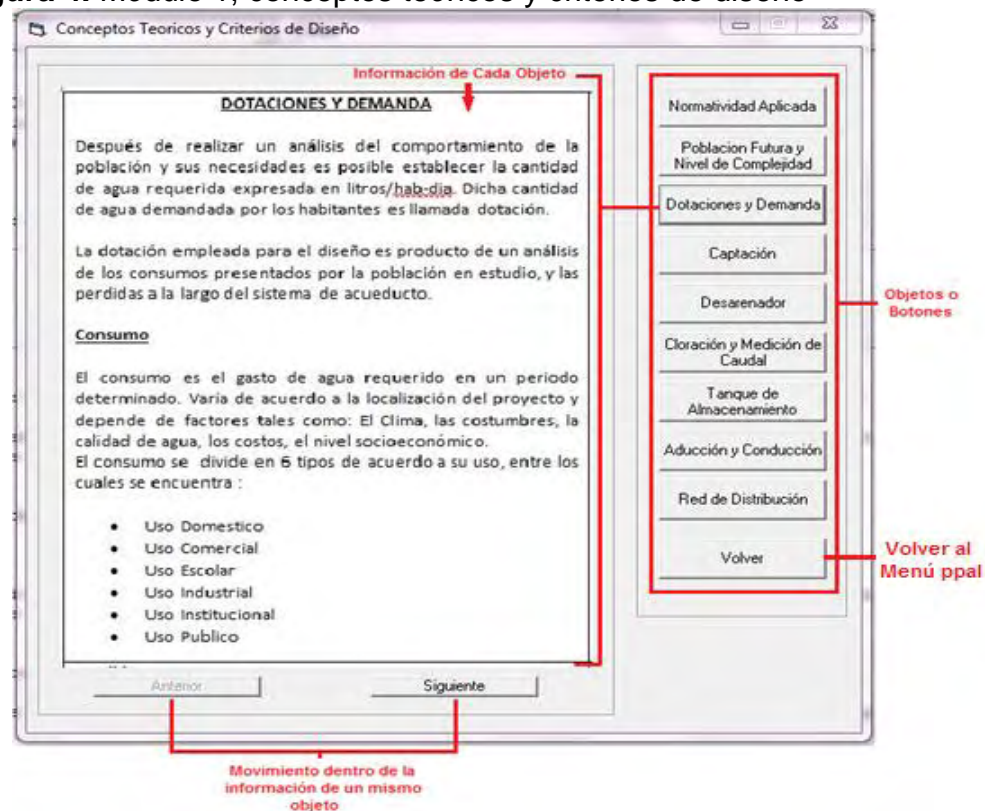 Módulo 1, conceptos teóricos y criterios de diseño
Conceptos Teoricos y Criterios de Diseño
Información de Cada Objeto
DOTACIONES Y DEMANDA
Después de realizar un análisis del comportamiento de la
población y sus necesidades es posible establecer la cantidad
de agua requerida expresada en litros/hab-dia. Dicha cantidad
de agua demandada por los habitantes es llamada dotación.
La dotación empleada para el diseño es producto de un análisis
de los consumos presentados por la población en estudio, y las
perdidas a la largo del sistema de acueducto.
Consumo
El consumo es el gasto de agua requerido en un periodo
determinado. Varia de acuerdo a la localización del proyecto y
depende de factores tales como: El Clima, las costumbres, la
calidad de agua, los costos, el nivel socioeconómico.
El consumo se divide en 6 tipos de acuerdo a su uso, entre los
cuales se encuentra :
• Uso Domestico
• Uso Comercial
• Uso Escolar
• Uso Industrial
• Uso Institucional
• Uso Publico
Anterior
Siguiente
Movimiento dentro de la
información de un mismo
objeto
Normatividad Aplicada
Poblacion Futura y
Nivel de Complejidad
Dotaciones y Demanda
Captación
Desarenador
Cloración y Medición de
Caudal
Tanque de
Almacenamiento
Aducción y Conducción
Red de Distribución
Volver
Objetos o
Botones
Volver al
Menú ppal